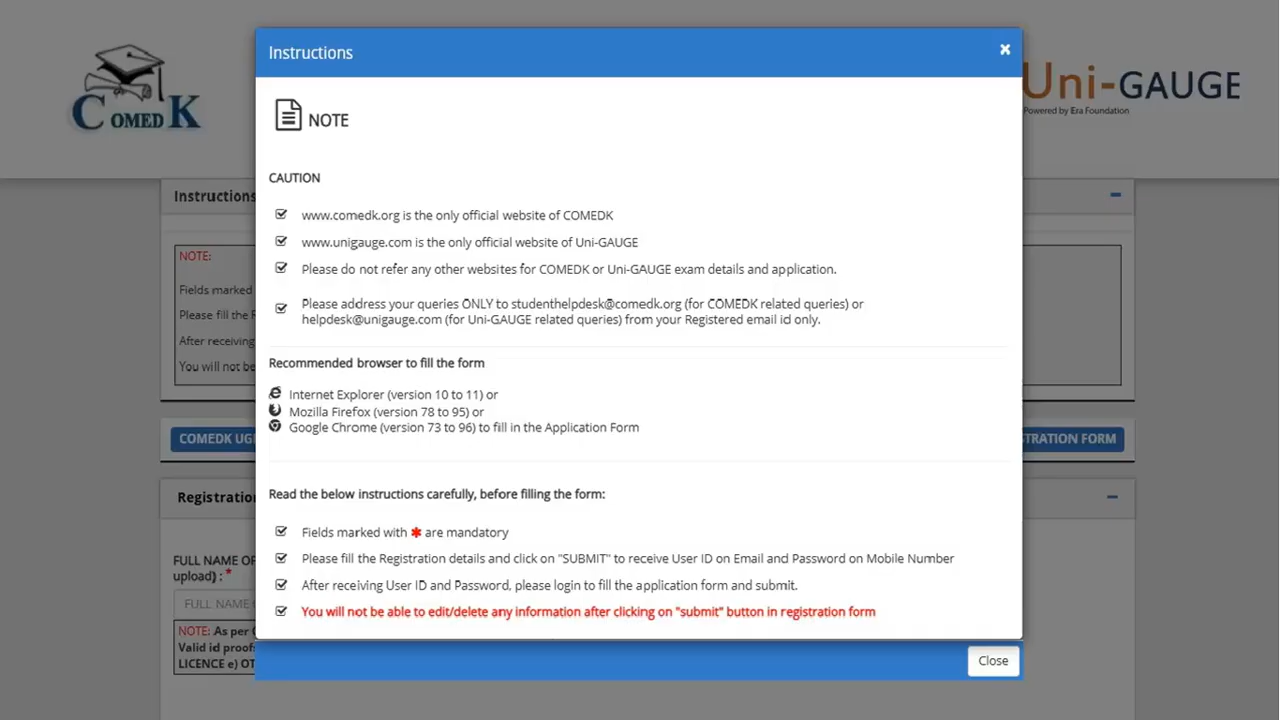 Instructions
COMEDK
Uni-GAUGE
Powered by Era Foundation
NOTE
CAUTION
www.comedk.org is the only official website of COMEDK
www.unigauge.com is the only official website of Uni-GAUGE
Please do not refer any other websites for COMEDK or Uni-GAUGE exam details and application.
Please address your queries ONLY to studenthelpdesk@comedk.org (for COMEDK related queries) or
helpdesk@unigauge.com (for Uni-GAUGE related queries) from your Registered email id only.
Recommended browser to fill the form
Internet Explorer (version 10 to 11) or
Mozilla Firefox (version 78 to 95) or
Google Chrome (version 73 to 96) to fill in the Application Form
Read the below instructions carefully, before filling the form:
Fields marked with * are mandatory
Please fill the Registration details and click on "SUBMIT" to receive User ID on Email and Password on Mobile Number
After receiving User ID and Password, please login to fill the application form and submit.
You will not be able to edit/delete any information after clicking on "submit" button in registration form
Close
Instructions
NOTE:
Fields marked
Please fill the
After receiving
You will not be
COMEDK
FORM
FULL NAME
upload) : *
FULL NAME
NOTE: As per
Valid id
LICENCE e)